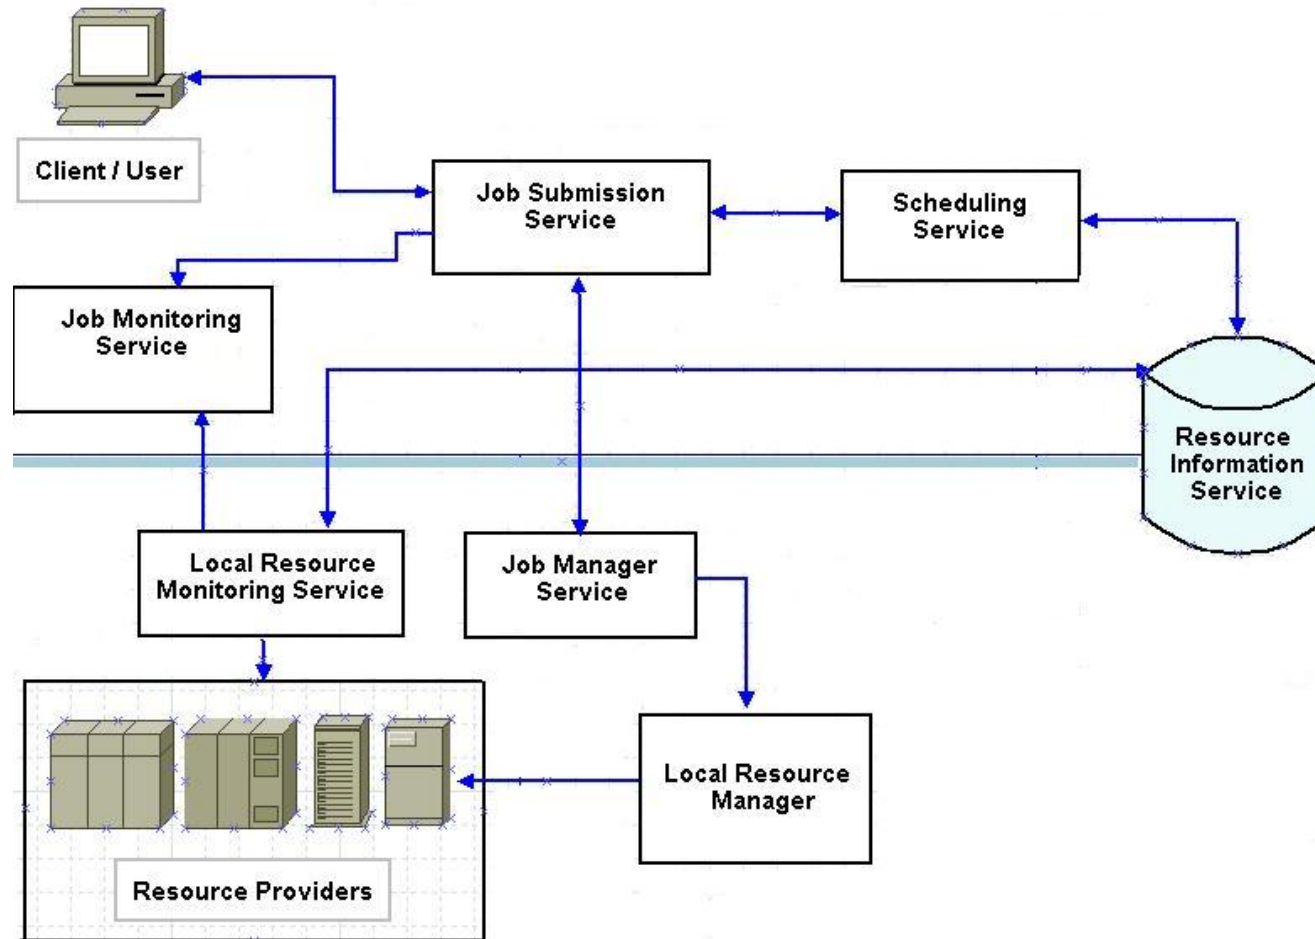 Client / User
Job Submission
Service
Scheduling
Service
Job Monitoring
Service
Resource
Information
Service
Local Resource
Monitoring Service
Job Manager
Service
Local Resource
Manager
Resource Providers